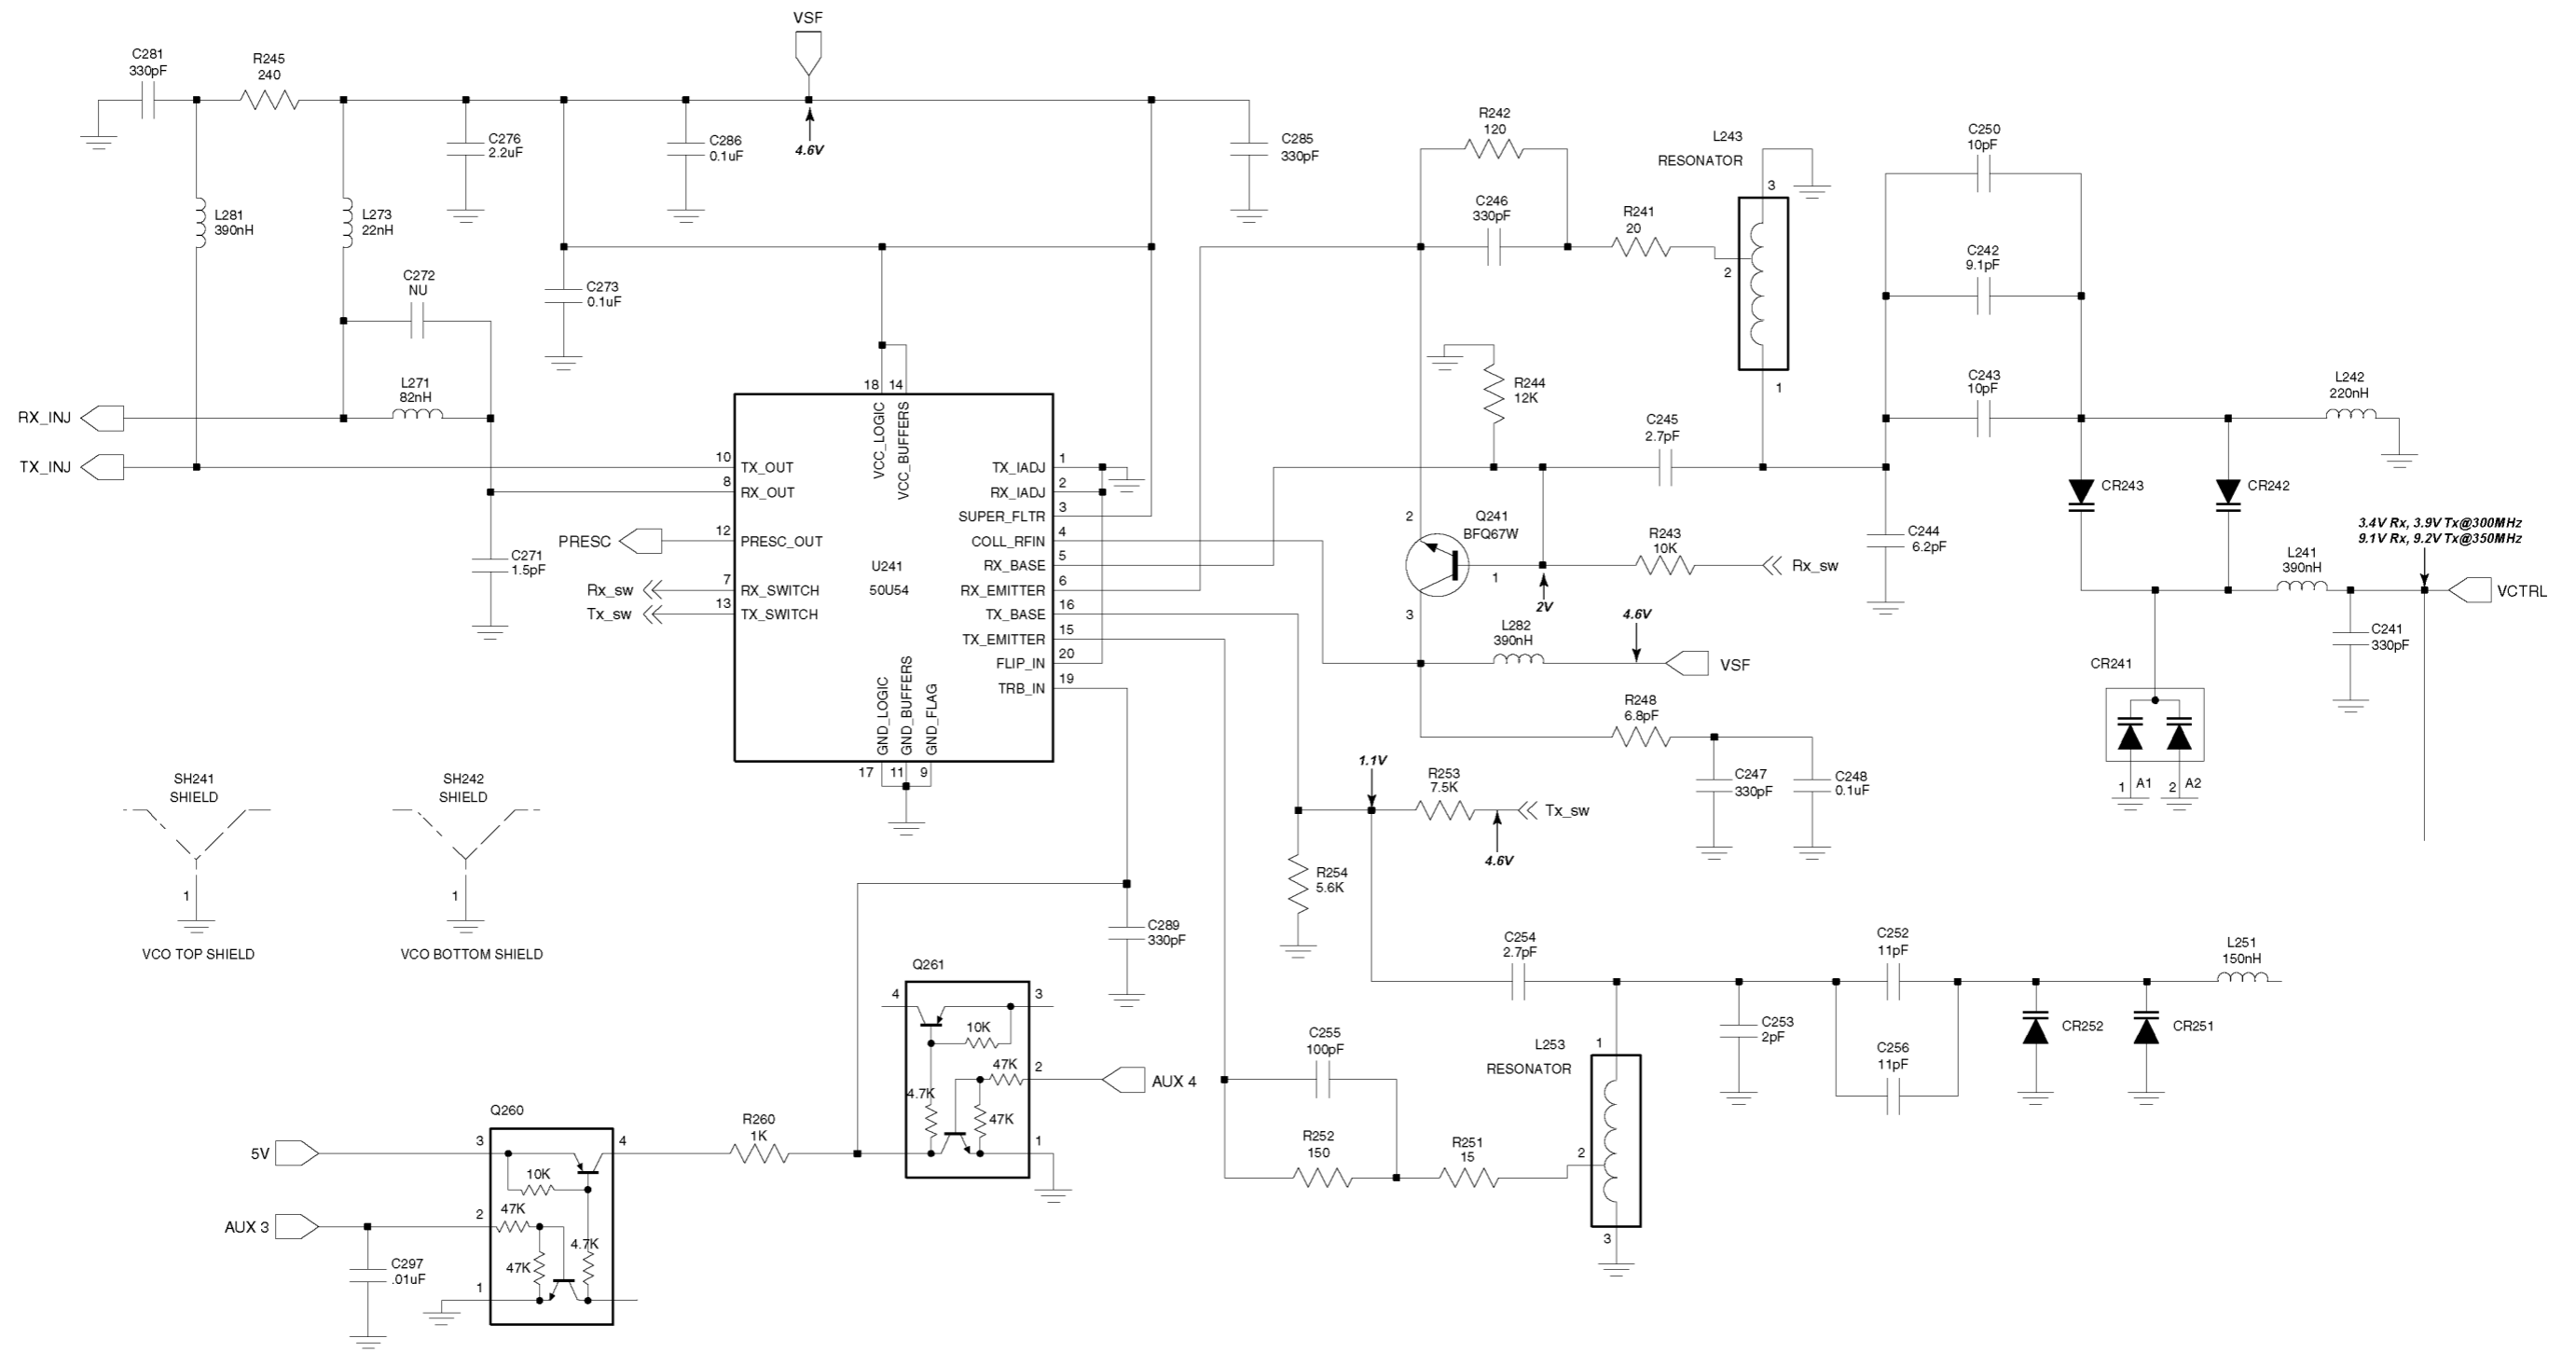 VSF
C281
330pF
R245
240
C276
2.2uF
C286
0.1uF
4.6V
C285
330pF
L281
390nH
L273
22nH
C272
NU
C273
0.1uF
L271
82nH
RX_INJ
TX_INJ
C271
1.5pF
PRESC
Rx_sw
Tx_sw
18
14
VCC_LOGIC
VCC_BUFFERS
10
TX_OUT
8
RX_OUT
12
PRESC_OUT
7
RX_SWITCH
13
TX_SWITCH
U241
50U54
TX_IADJ
1
RX_IADJ
2
SUPER_FLTR
3
COLL_RFIN
4
RX_BASE
5
RX_EMITTER
6
TX_BASE
16
TX_EMITTER
15
FLIP_IN
20
TRB_IN
19
GND_LOGIC
GND_BUFFERS
GND_FLAG
17
11
9
R242
120
C246
330pF
R241
20
L243
RESONATOR
3
2
1
R244
12K
C245
2.7pF
Q241
BFQ67W
2
1
3
R243
10K
Rx_sw
2V
L282
390nH
4.6V
VSF
R248
6.8pF
C247
330pF
C248
0.1uF
C250
10pF
C242
9.1pF
C243
10pF
C244
6.2pF
L242
220nH
CR243
CR242
3.4V Rx, 3.9V Tx@300MHz
9.1V Rx, 9.2V Tx@350MHz
L241
390nH
VCTRL
C241
330pF
CR241
1
A1
2
A2
1.1V
R253
7.5K
Tx_sw
4.6V
R254
5.6K
C254
2.7pF
C252
11pF
C256
11pF
C253
2pF
L251
150nH
CR252
CR251
C255
100pF
R252
150
R251
15
L253
RESONATOR
1
2
3
SH241
SHIELD
1
VCO TOP SHIELD
SH242
SHIELD
1
VCO BOTTOM SHIELD
C289
330pF
Q261
4
3
10K
47K
2
4.7K
47K
1
AUX 4
R260
1K
Q260
5V
3
4
10K
AUX 3
2
47K
4.7K
47K
1
C297
.01uF